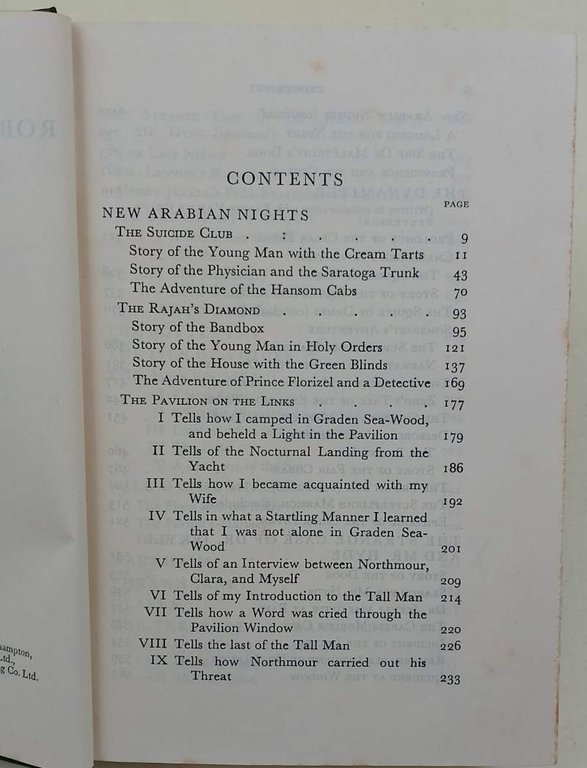 CONTENTS
PAGE
NEW ARABIAN NIGHTS
THE SUICIDE CLUB . : . . . . 9
Story of the Young Man with the Cream Tarts 11
Story of the Physician and the Saratoga Trunk 43
The Adventure of the Hansom Cabs 70
THE RAJAH'S DIAMOND . . . . . 93
Story of the Bandbox 95
Story of the Young Man in Holy Orders 121
Story of the House with the Green Blinds 137
The Adventure of Prince Florizel and a Detective 169
THE PAVILION ON THE LINKS . . . . 177
I Tells how I camped in Graden Sea-Wood,
and beheld a Light in the Pavilion 179
II Tells of the Nocturnal Landing from the
Yacht 186
III Tells how I became acquainted with my
Wife 192
IV Tells in what a Startling Manner I learned
that I was not alone in Graden Sea-
Wood 201
V Tells of an Interview between Northmour,
Clara, and Myself 209
VI Tells of my Introduction to the Tall Man 214
VII Tells how a Word was cried through the
Pavilion Window 220
VIII Tells the last of the Tall Man 226
IX Tells how Northmour carried out his
Threat 233
hampton,
Ltd.,
g Co. Ltd.